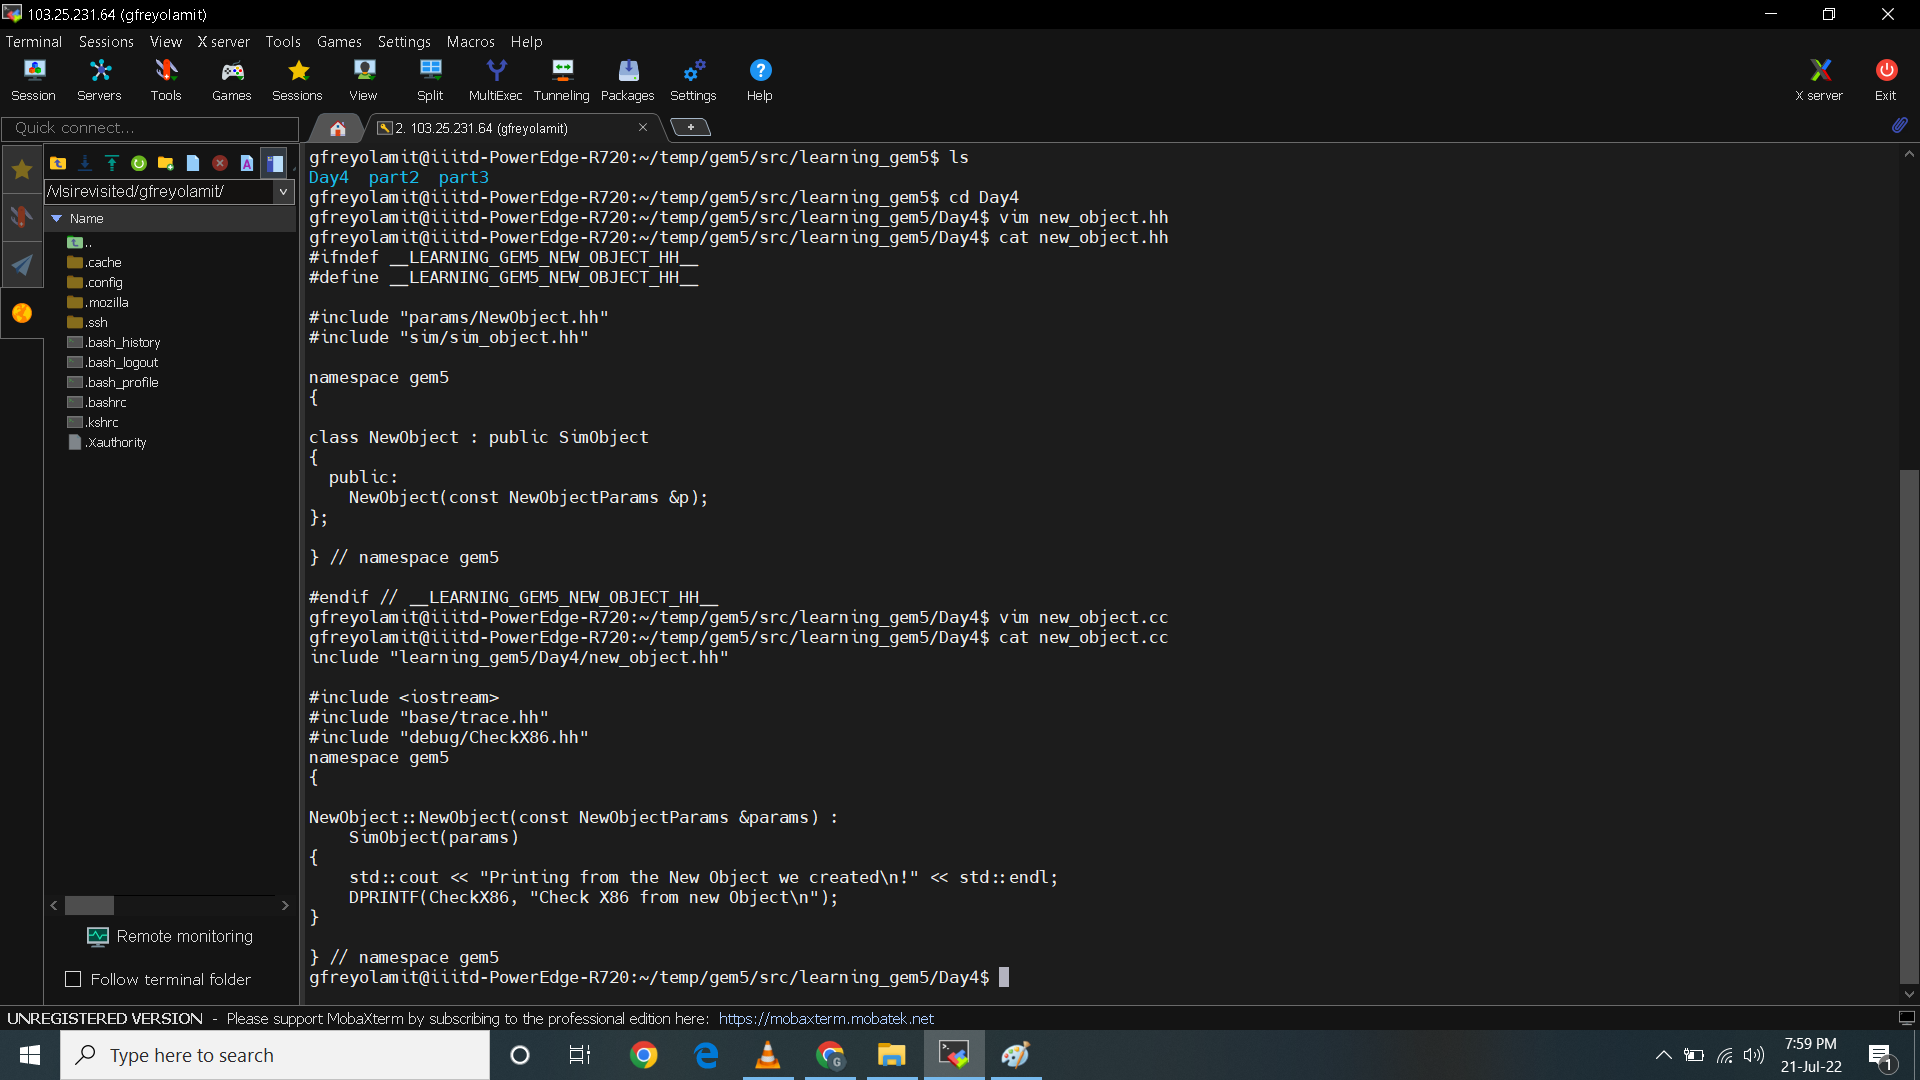 103.25.231.64 (gfreyolamit)
Terminal Sessions View X server Tools Games Settings Macros Help
Session Servers Tools Games Sessions View Split MultiExec Tunneling Packages Settings Help X server Exit
Quick connect...
2. 103.25.231.64 (gfreyolamit)
/vlsirevisited/gfreyolamit/
Name
..
.cache
.config
.mozilla
.ssh
.bash_history
.bash_logout
.bash_profile
.bashrc
.kshrc
.Xauthority
Remote monitoring
Follow terminal folder
gfreyolamit@iiitd-PowerEdge-R720:~/temp/gem5/src/learning_gem5$ ls
Day4  part2  part3
gfreyolamit@iiitd-PowerEdge-R720:~/temp/gem5/src/learning_gem5$ cd Day4
gfreyolamit@iiitd-PowerEdge-R720:~/temp/gem5/src/learning_gem5/Day4$ vim new_object.hh
gfreyolamit@iiitd-PowerEdge-R720:~/temp/gem5/src/learning_gem5/Day4$ cat new_object.hh
#ifndef __LEARNING_GEM5_NEW_OBJECT_HH__
#define __LEARNING_GEM5_NEW_OBJECT_HH__
#include "params/NewObject.hh"
#include "sim/sim_object.hh"
namespace gem5
{
class NewObject : public SimObject
{
  public:
    NewObject(const NewObjectParams &p);
};
} // namespace gem5
#endif // __LEARNING_GEM5_NEW_OBJECT_HH__
gfreyolamit@iiitd-PowerEdge-R720:~/temp/gem5/src/learning_gem5/Day4$ vim new_object.cc
gfreyolamit@iiitd-PowerEdge-R720:~/temp/gem5/src/learning_gem5/Day4$ cat new_object.cc
include "learning_gem5/Day4/new_object.hh"
#include <iostream>
#include "base/trace.hh"
#include "debug/CheckX86.hh"
namespace gem5
{
NewObject::NewObject(const NewObjectParams &params) :
    SimObject(params)
{
    std::cout << "Printing from the New Object we created\n!" << std::endl;
    DPRINTF(CheckX86, "Check X86 from new Object\n");
}
} // namespace gem5
gfreyolamit@iiitd-PowerEdge-R720:~/temp/gem5/src/learning_gem5/Day4$
UNREGISTERED VERSION - Please support MobaXterm by subscribing to the professional edition here: https://mobaxterm.mobatek.net
Type here to search
7:59 PM
21-Jul-22
1